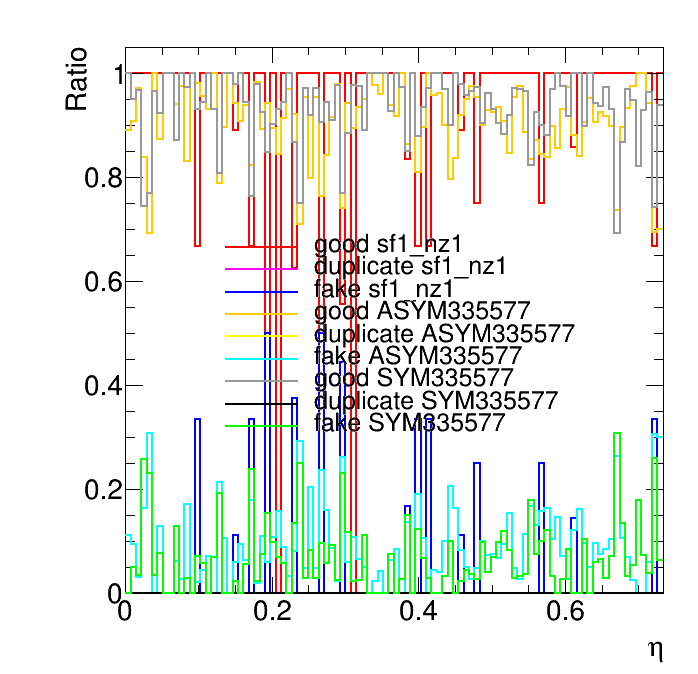 Ratio
1
0.8
0.6
0.4
0.2
0
good sf1_nz1
duplicate sf1_nz1
fake sf1_nz1
good ASYM335577
duplicate ASYM335577
fake ASYM335577
good SYM335577
duplicate SYM335577
fake SYM335577
0 0.2 0.4 0.6
η